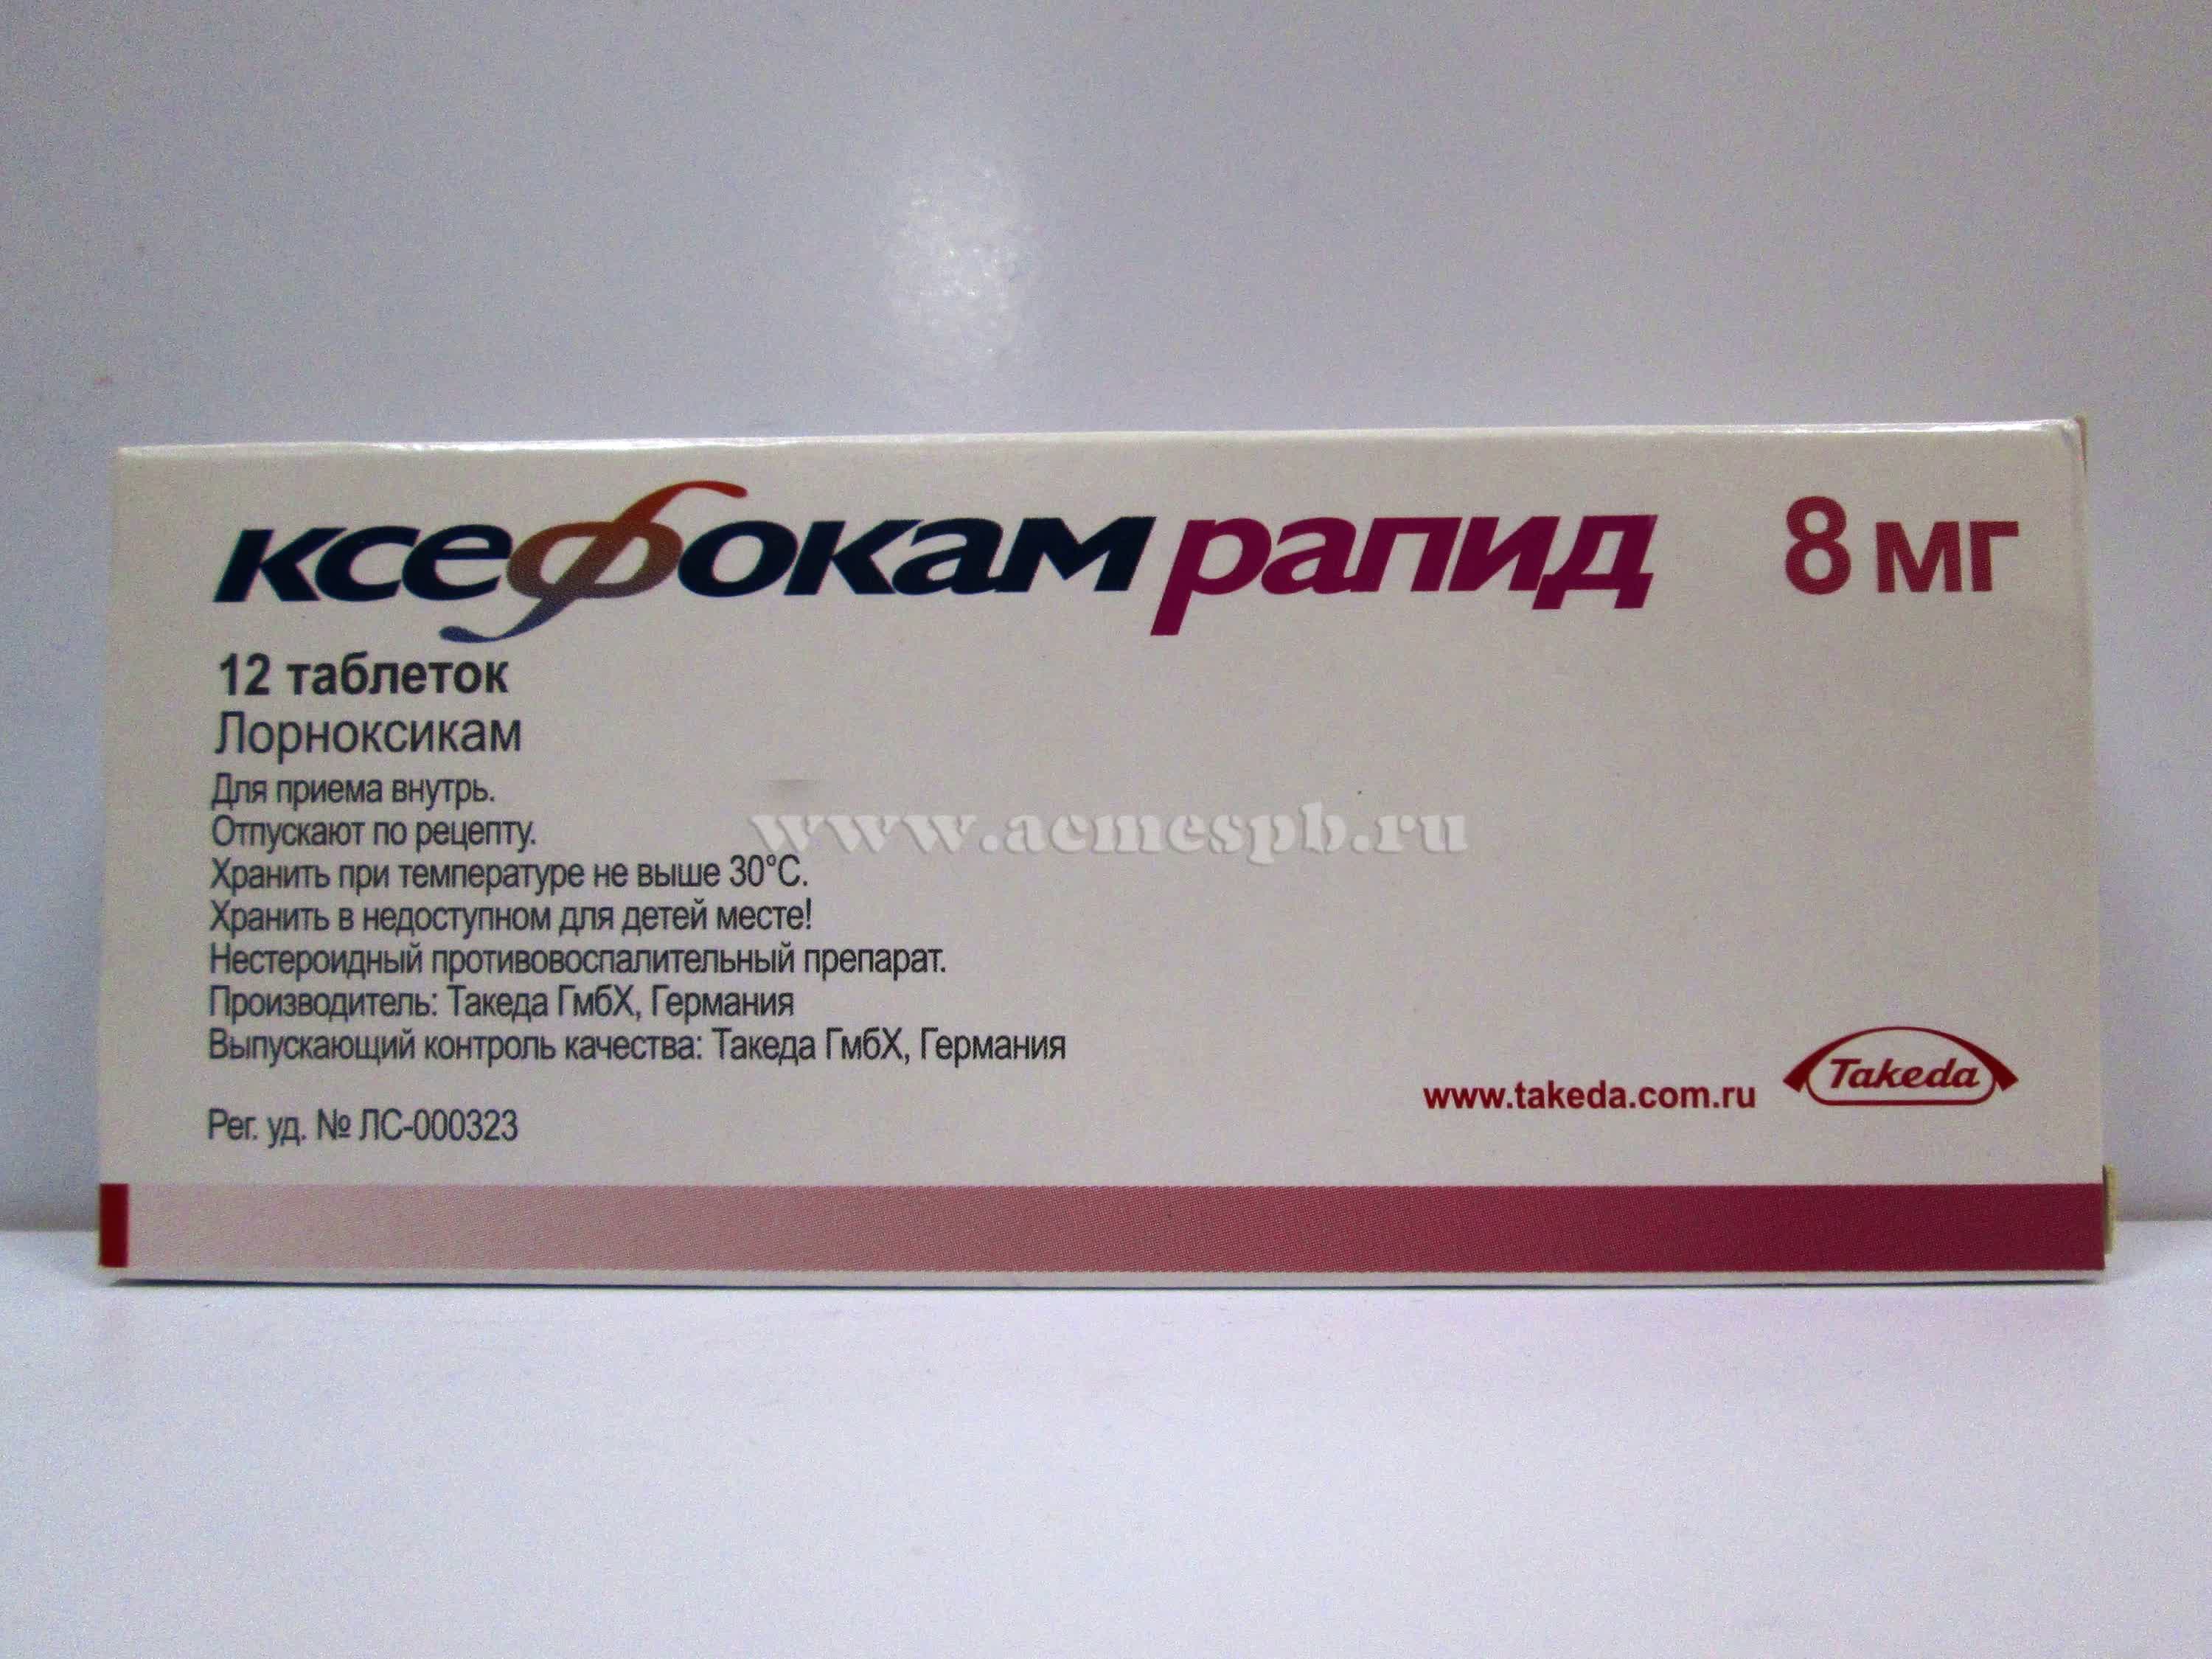 ксефокам рапид 8 мг
12 таблеток
Лорноксикам
Для приема внутрь.
Отпускают по рецепту.
www.acmespb.ru
Хранить при температуре не выше 30°C.
Хранить в недоступном для детей месте!
Нестероидный противовоспалительный препарат.
Производитель: Такеда ГмбХ, Германия
Выпускающий контроль качества: Такеда ГмбХ, Германия
www.takeda.com.ru Takeda
Рег. уд. № ЛС-000323